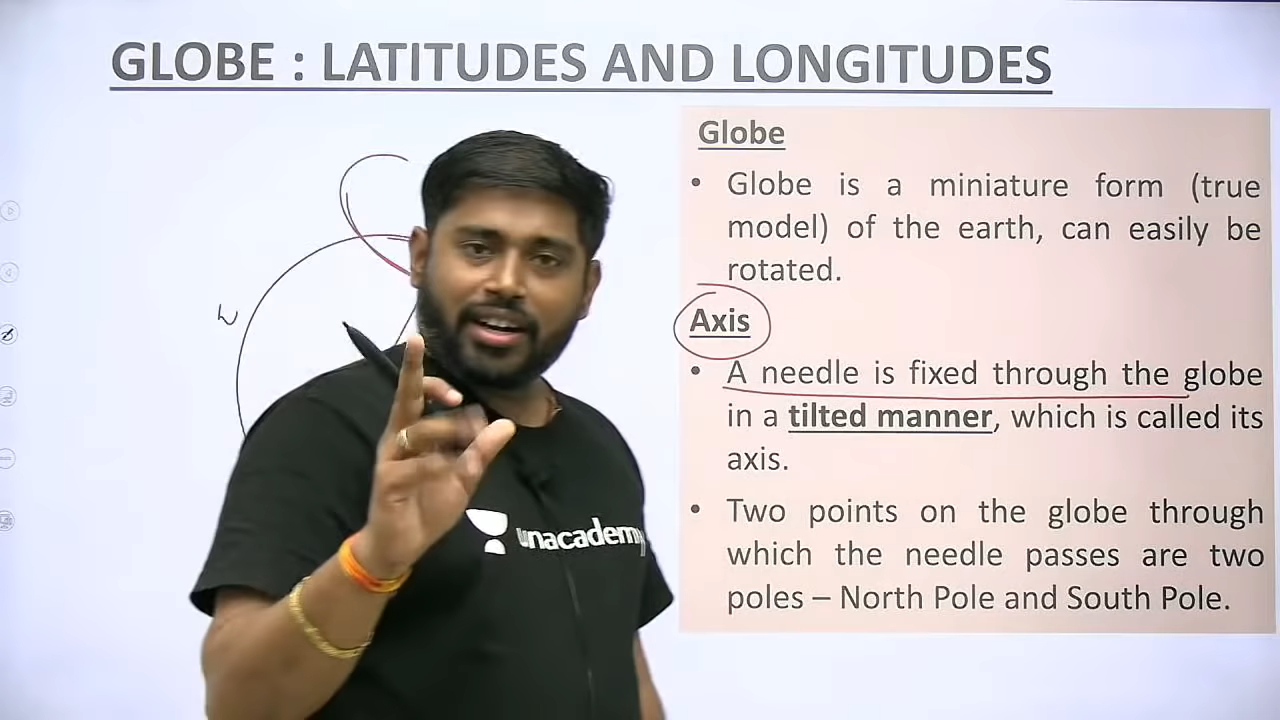 GLOBE : LATITUDES AND LONGITUDES
Globe
• Globe is a miniature form (true
model) of the earth, can easily be
rotated.
Axis
• A needle is fixed through the globe
in a tilted manner, which is called its
axis.
• Two points on the globe through
which the needle passes are two
poles – North Pole and South Pole.
unacademy